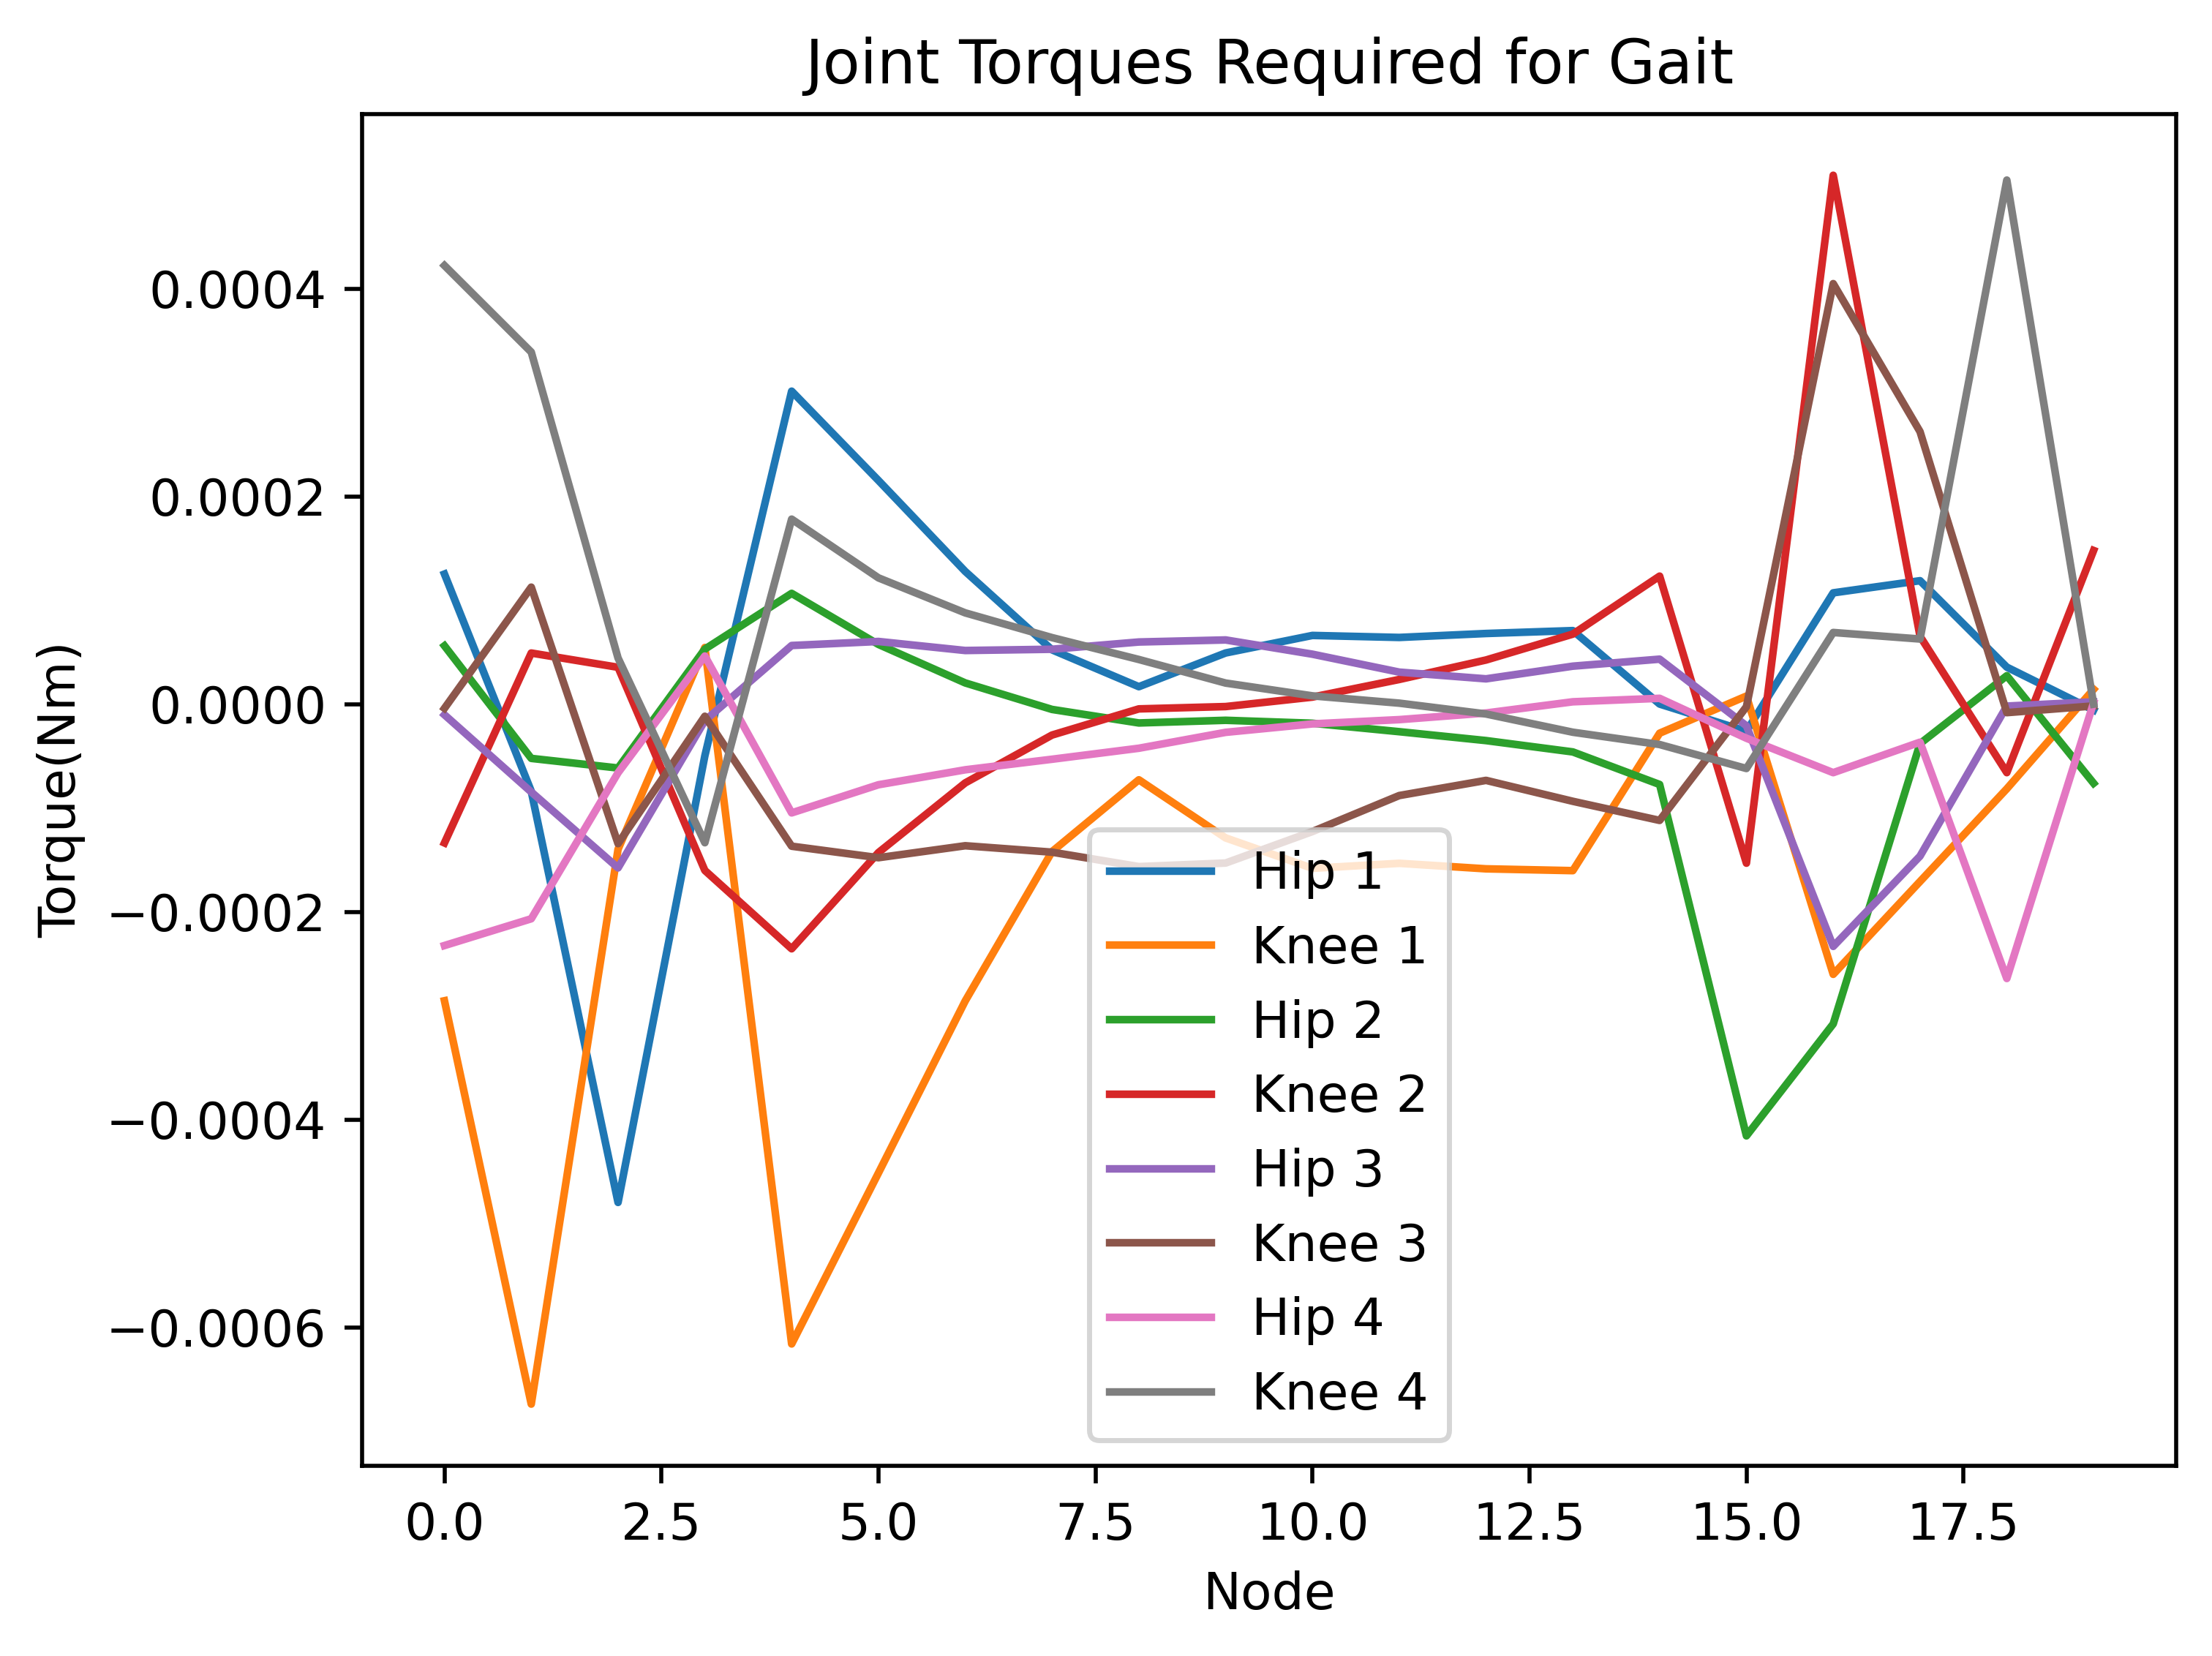 Joint Torques Required for Gait
Torque(Nm)
0.0004
0.0002
0.0000
−0.0002
−0.0004
−0.0006
Hip 1
Knee 1
Hip 2
Knee 2
Hip 3
Knee 3
Hip 4
Knee 4
0.0 2.5 5.0 7.5 10.0 12.5 15.0 17.5
Node